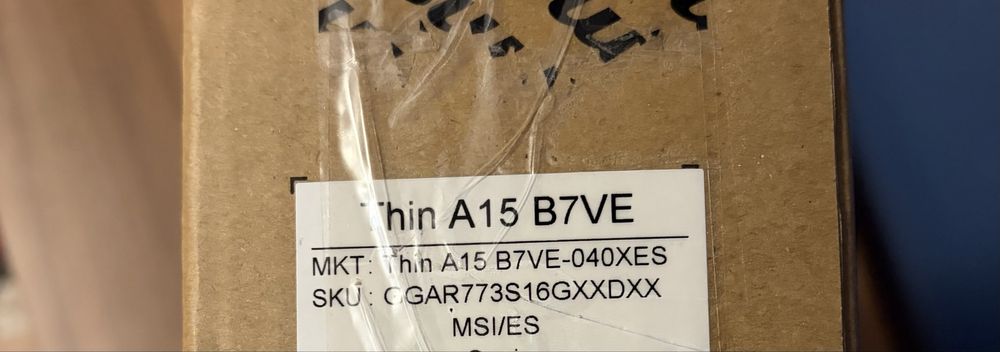 Thin A15 B7VE
MKT: Thin A15 B7VE-040XES
SKU : GGAR773S16GXXDXX
MSI/ES